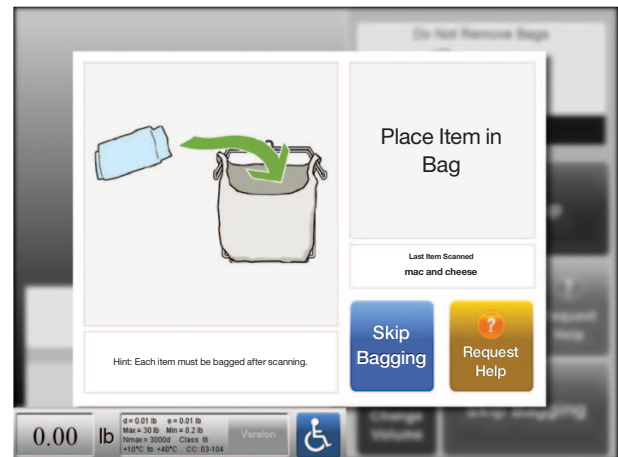 Do Not Remove Bags
Place Item in
Bag
Last Item Scanned
mac and cheese
Hint: Each item must be bagged after scanning.
Skip
Bagging
?
Request
Help
?
Request
Help
0.00 lb
d = 0.01 lb e = 0.01 lb
Max = 30 lb Min = 0.2 lb
Nmax = 3000d Class III
+10°C to +40°C CC: 03-104
Version
Change
Volume
Skip Bagging